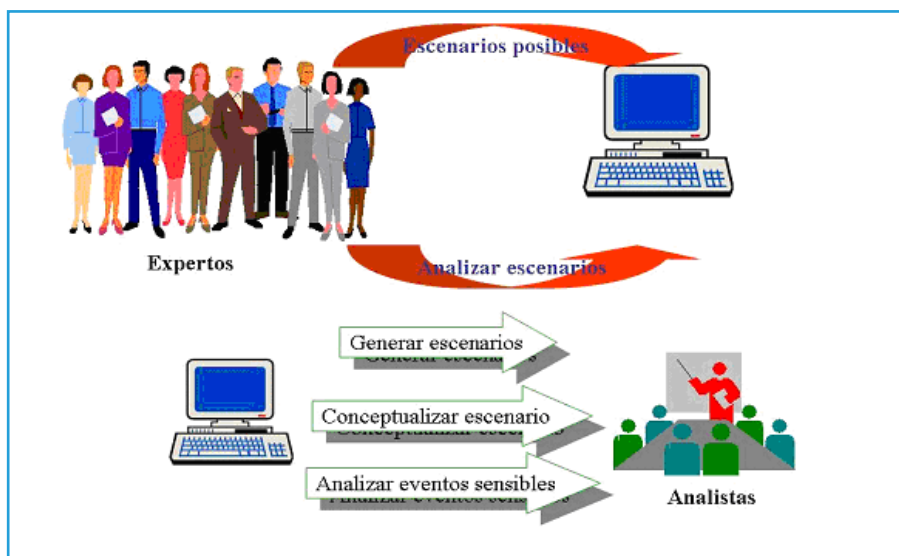 Escenarios posibles
Expertos
Analizar escenarios
Generar escenarios
Conceptualizar escenario
Analizar eventos sensibles
Analistas